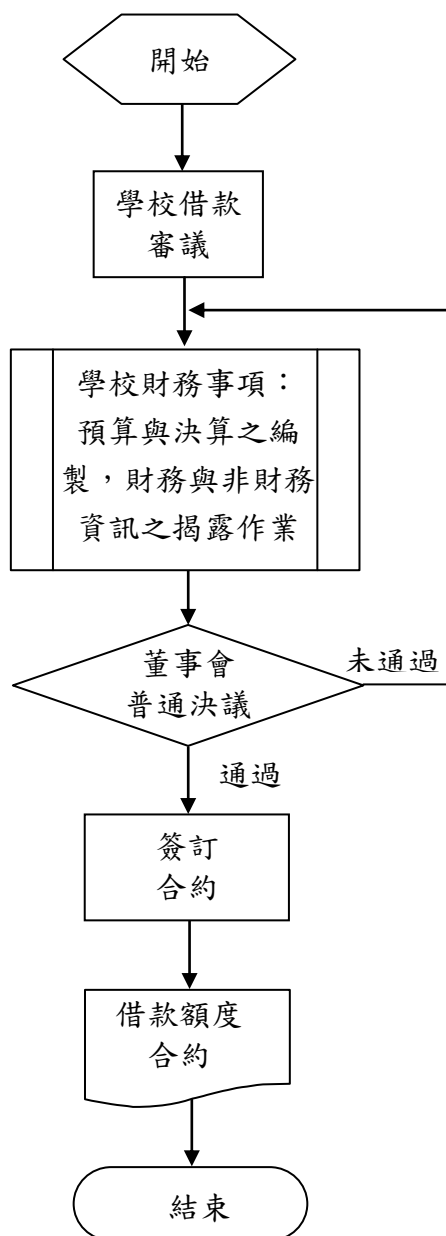 開始
學校借款
審議
學校財務事項：
預算與決算之編
製，財務與非財務
資訊之揭露作業
董事會
普通決議
未通過
通過
簽訂
合約
借款額度
合約
結束